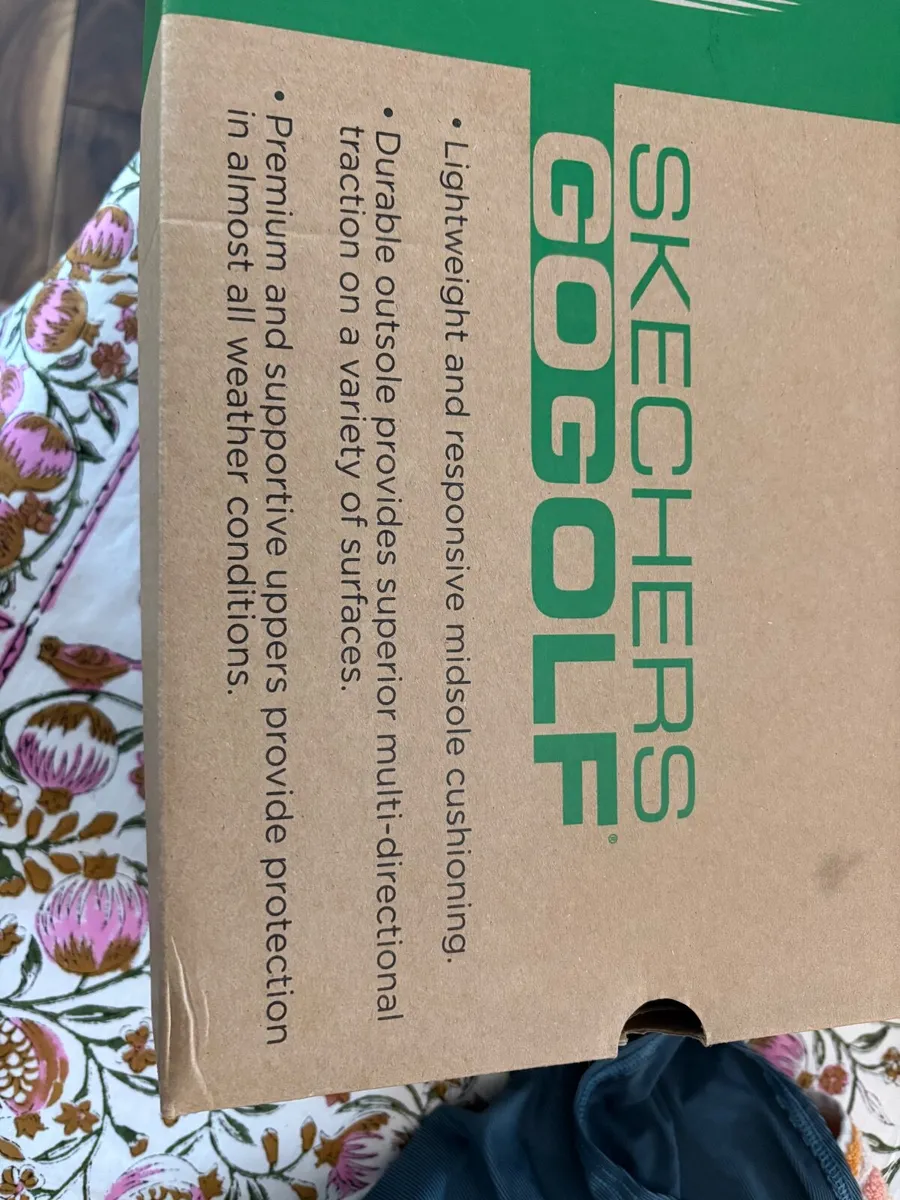 SKECHERS
GOGOLF®
• Lightweight and responsive midsole cushioning.
• Durable outsole provides superior multi-directional
traction on a variety of surfaces.
• Premium and supportive uppers provide protection
in almost all weather conditions.